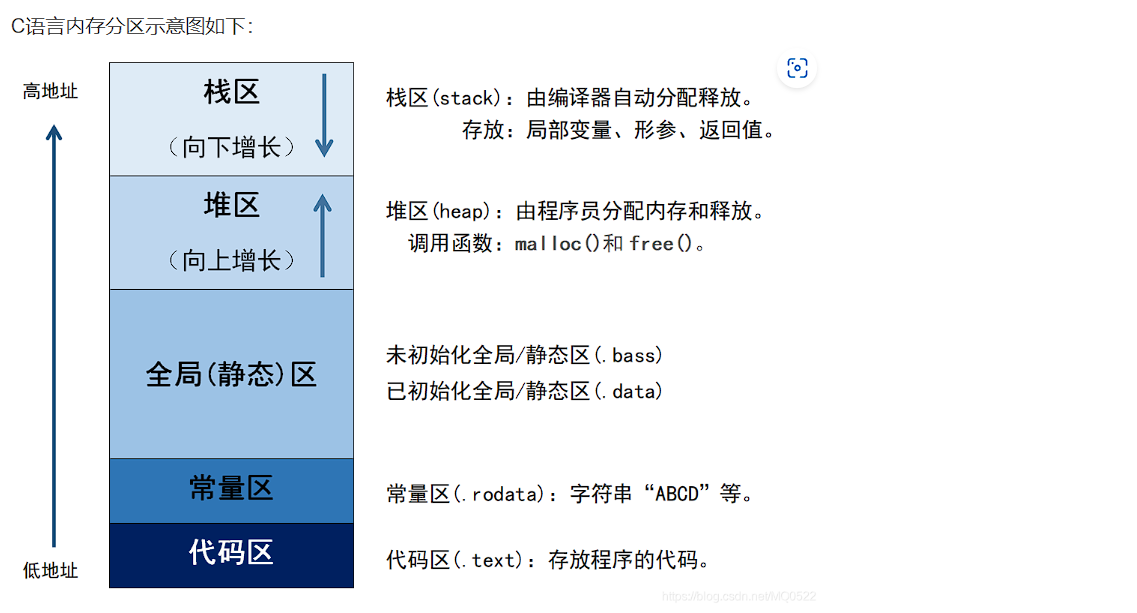 C语言内存分区示意图如下：
高地址
栈区
（向下增长）
栈区(stack)：由编译器自动分配释放。
存放：局部变量、形参、返回值。
堆区
（向上增长）
堆区(heap)：由程序员分配内存和释放。
调用函数：malloc()和 free()。
全局(静态)区
未初始化全局/静态区(.bass)
已初始化全局/静态区(.data)
常量区
常量区(.rodata)：字符串“ABCD”等。
代码区
代码区(.text)：存放程序的代码。
低地址
https://blog.csdn.net/MQ0522